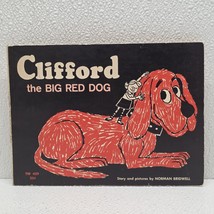 Clifford
the BIG RED DOG
Story and pictures by NORMAN BRIDWELL